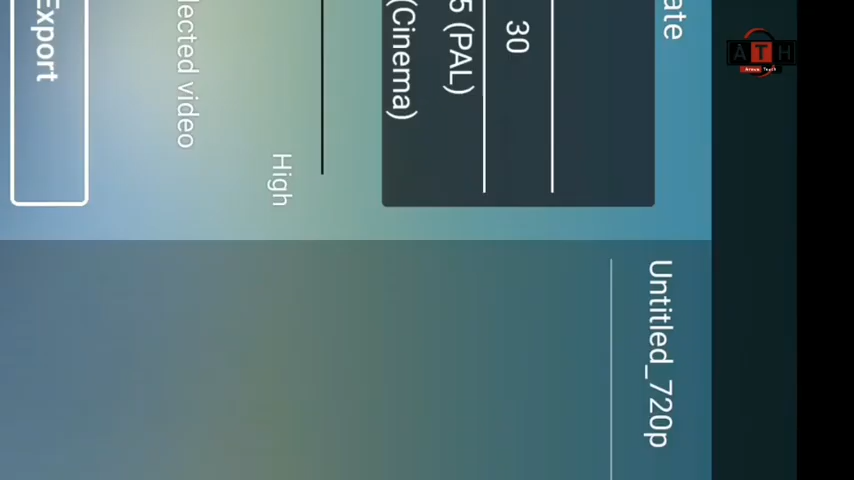 ate
30
5 (PAL)
(Cinema)
High
lected video
Export
Untitled_720p
ATH